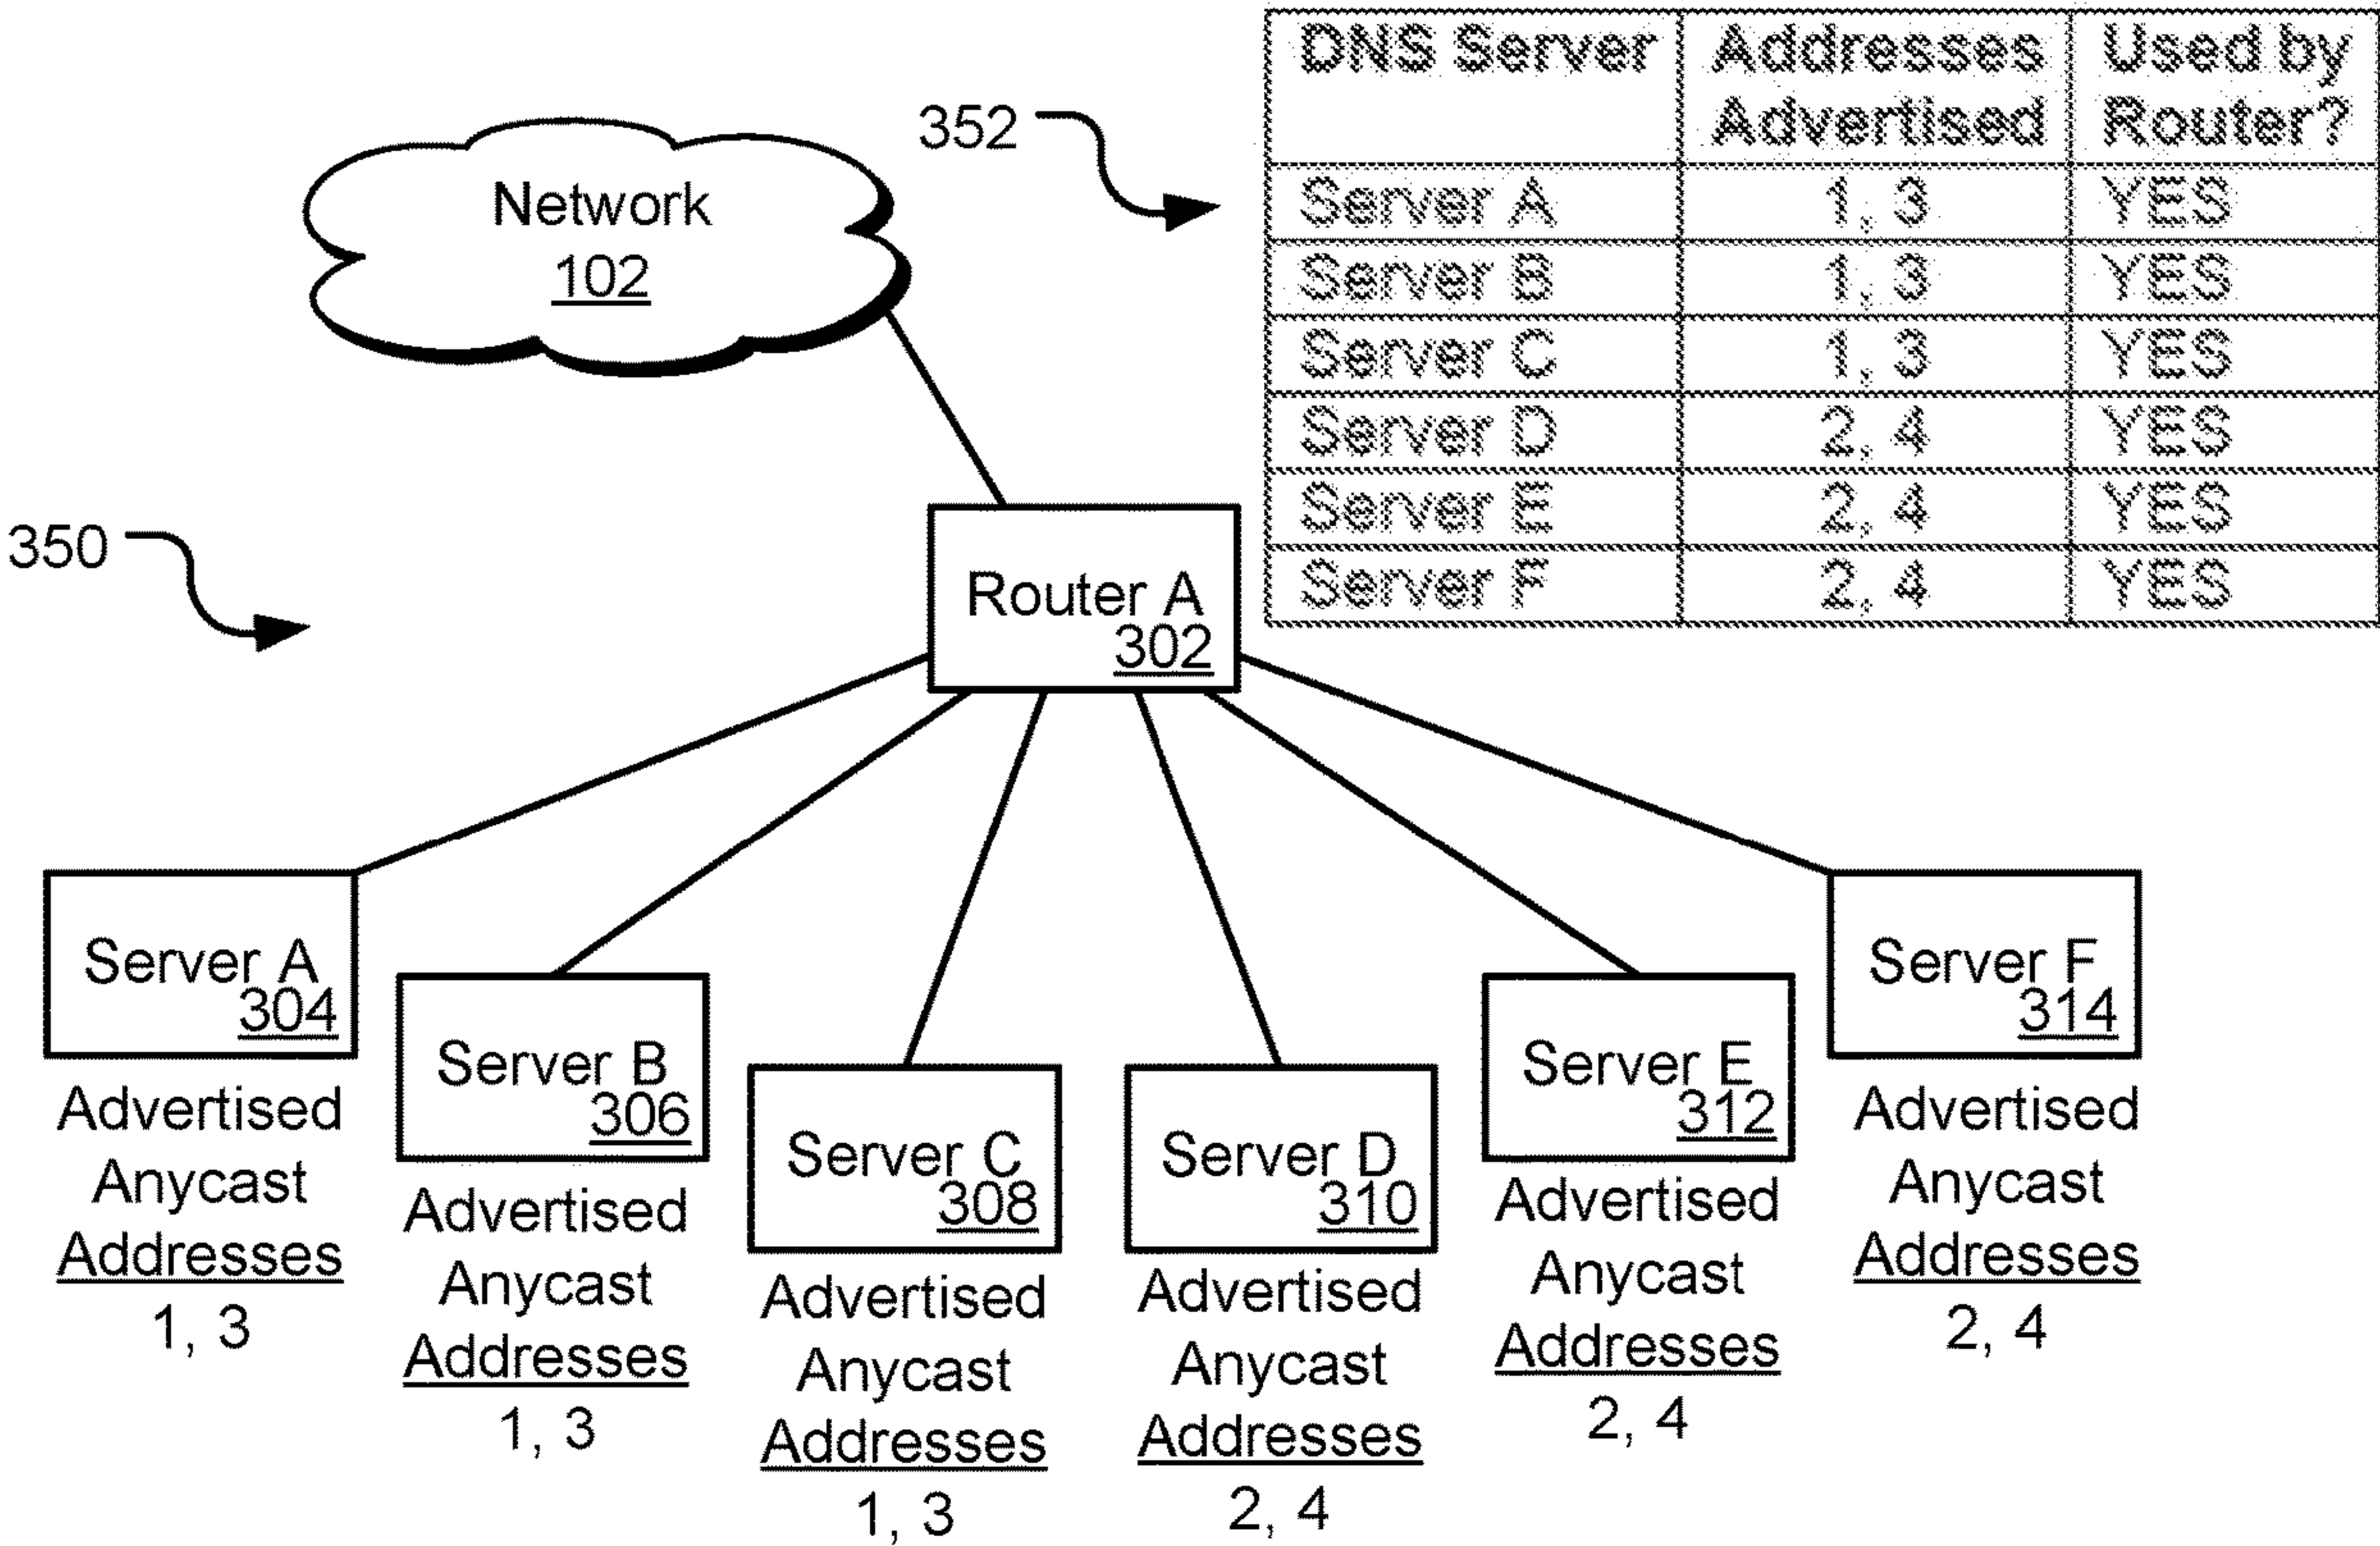 352
DNS Server Addresses Used by
Advertised Router?
Server A 1, 3 YES
Server B 1, 3 YES
Server C 1, 3 YES
Server D 2, 4 YES
Server E 2, 4 YES
Server F 2, 4 YES
Network
102
350
Router A
302
Server A
304
Advertised
Anycast
Addresses
1, 3
Server B
306
Advertised
Anycast
Addresses
1, 3
Server C
308
Advertised
Anycast
Addresses
1, 3
Server D
310
Advertised
Anycast
Addresses
2, 4
Server E
312
Advertised
Anycast
Addresses
2, 4
Server F
314
Advertised
Anycast
Addresses
2, 4